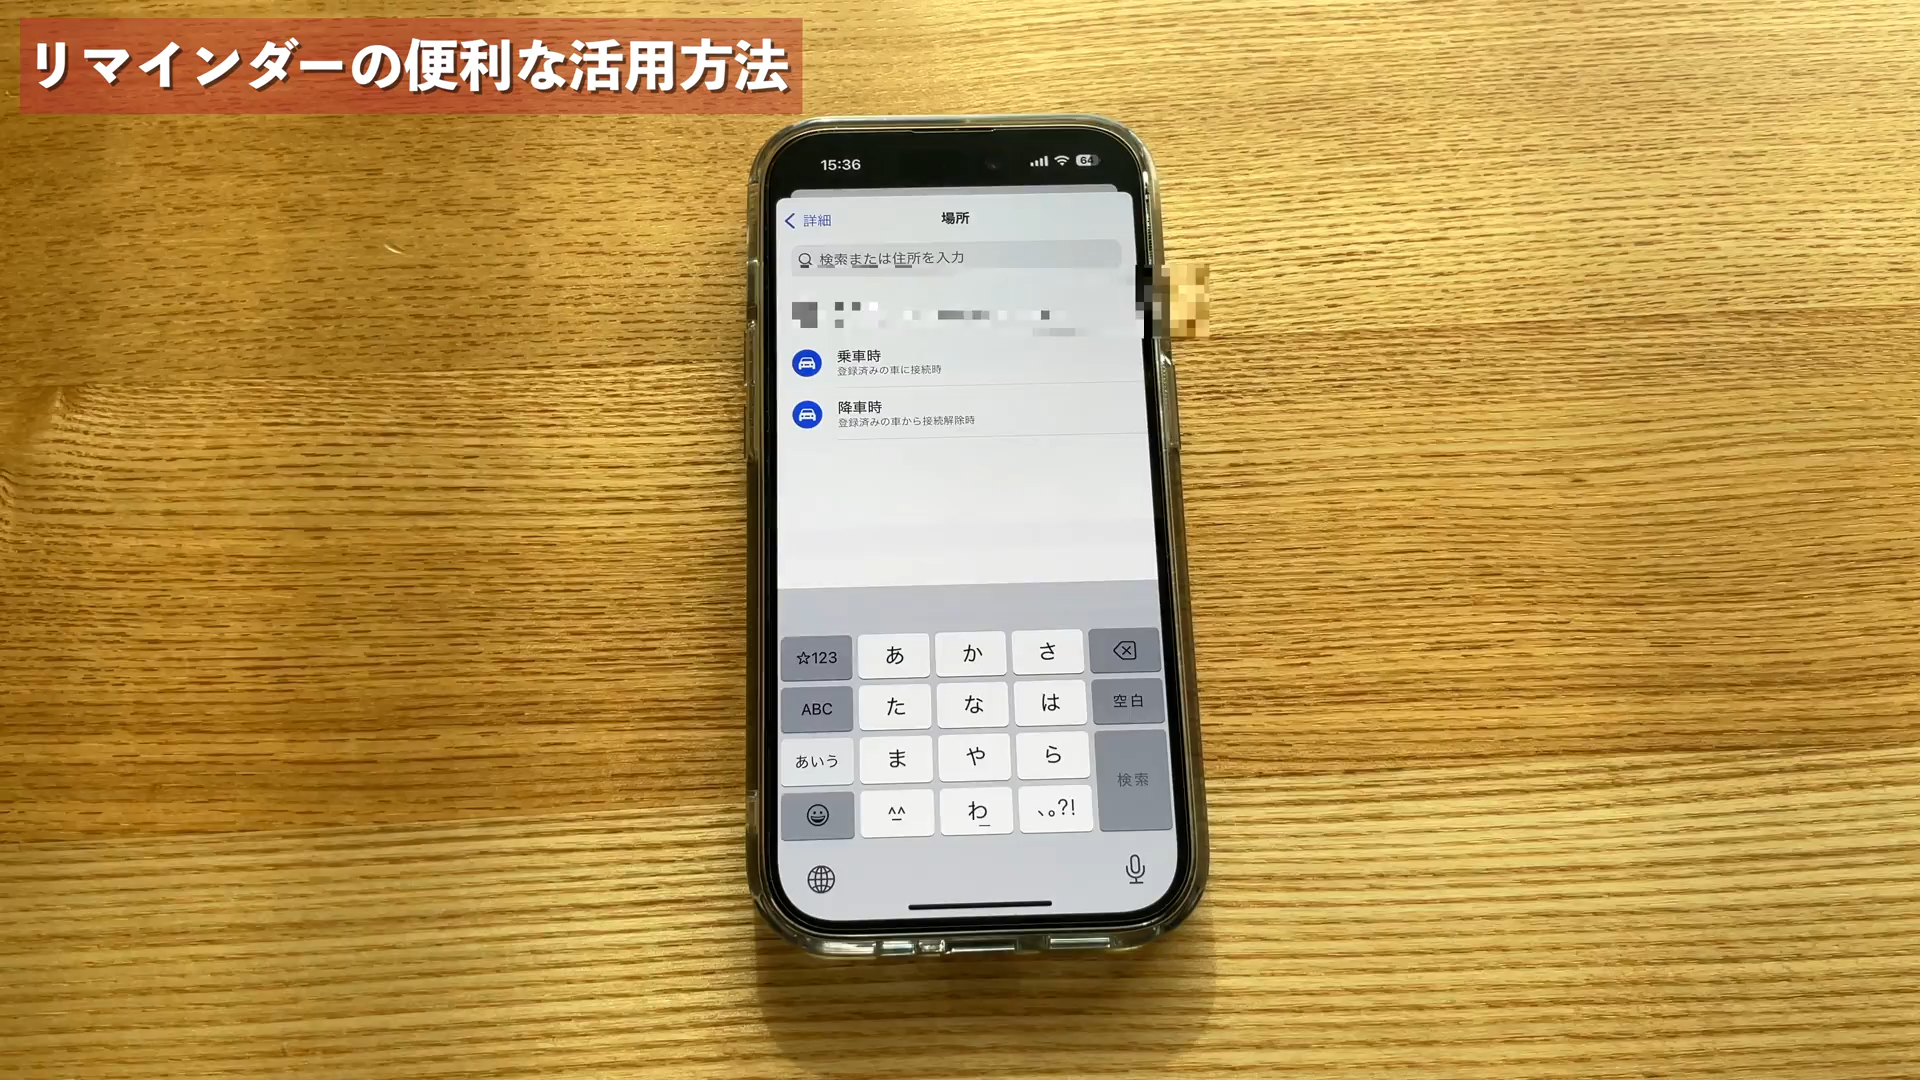 リマインダーの便利な活用方法
15:36
64
詳細
場所
検索または住所を入力
乗車時
登録済みの車に接続時
降車時
登録済みの車から接続解除時
☆123 あ か さ
ABC た な は 空白
あいう ま や ら 検索
^^ わ 、。?!